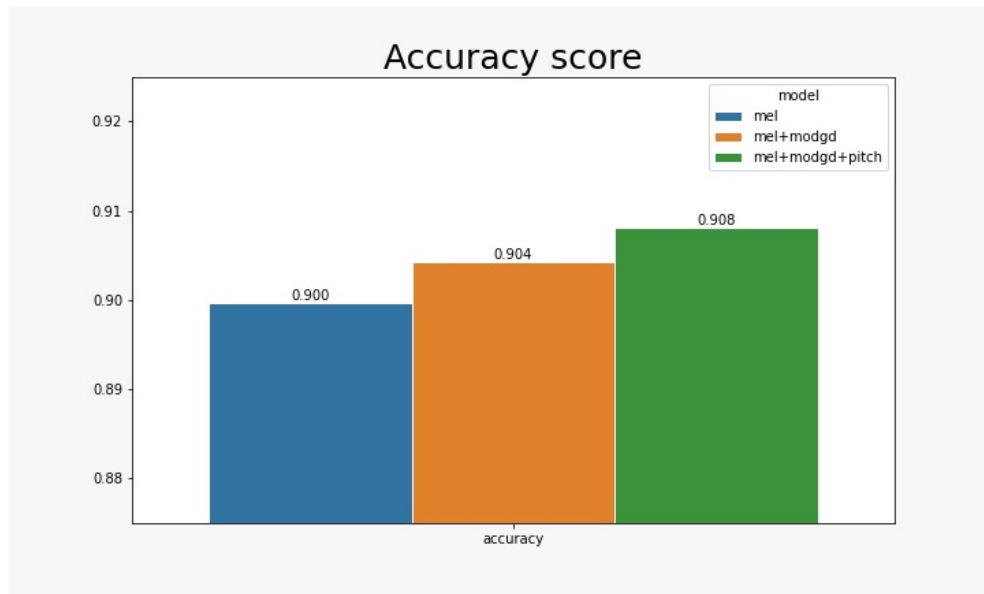 Accuracy score
model
mel
mel+modgd
mel+modgd+pitch
0.92
0.91
0.90
0.89
0.88
0.900
0.904
0.908
accuracy